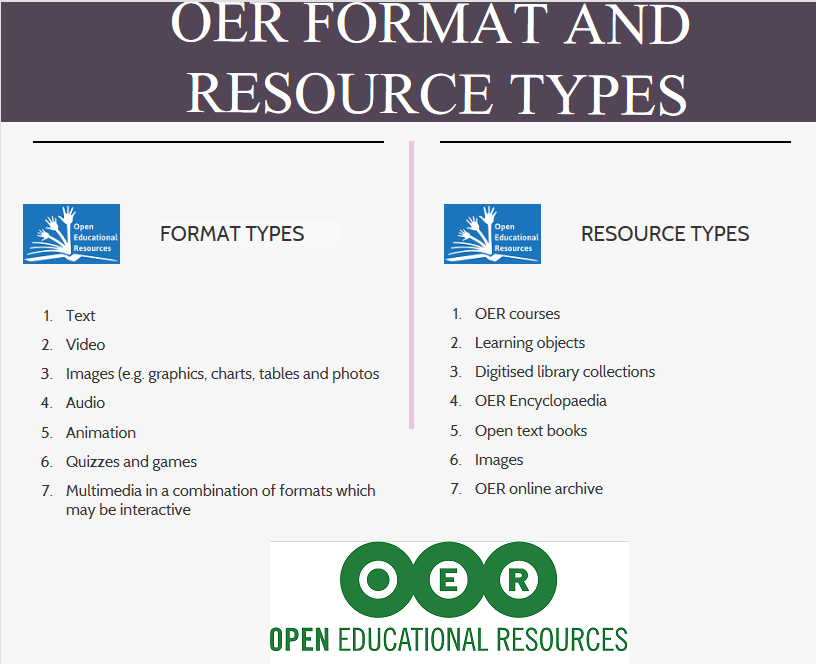 OER FORMAT AND
RESOURCE TYPES
Open
Educational
Resources
FORMAT TYPES
1. Text
2. Video
3. Images (e.g. graphics, charts, tables and photos
4. Audio
5. Animation
6. Quizzes and games
7. Multimedia in a combination of formats which
may be interactive
Open
Educational
Resources
RESOURCE TYPES
1. OER courses
2. Learning objects
3. Digitised library collections
4. OER Encyclopaedia
5. Open text books
6. Images
7. OER online archive
OER
OPEN EDUCATIONAL RESOURCES